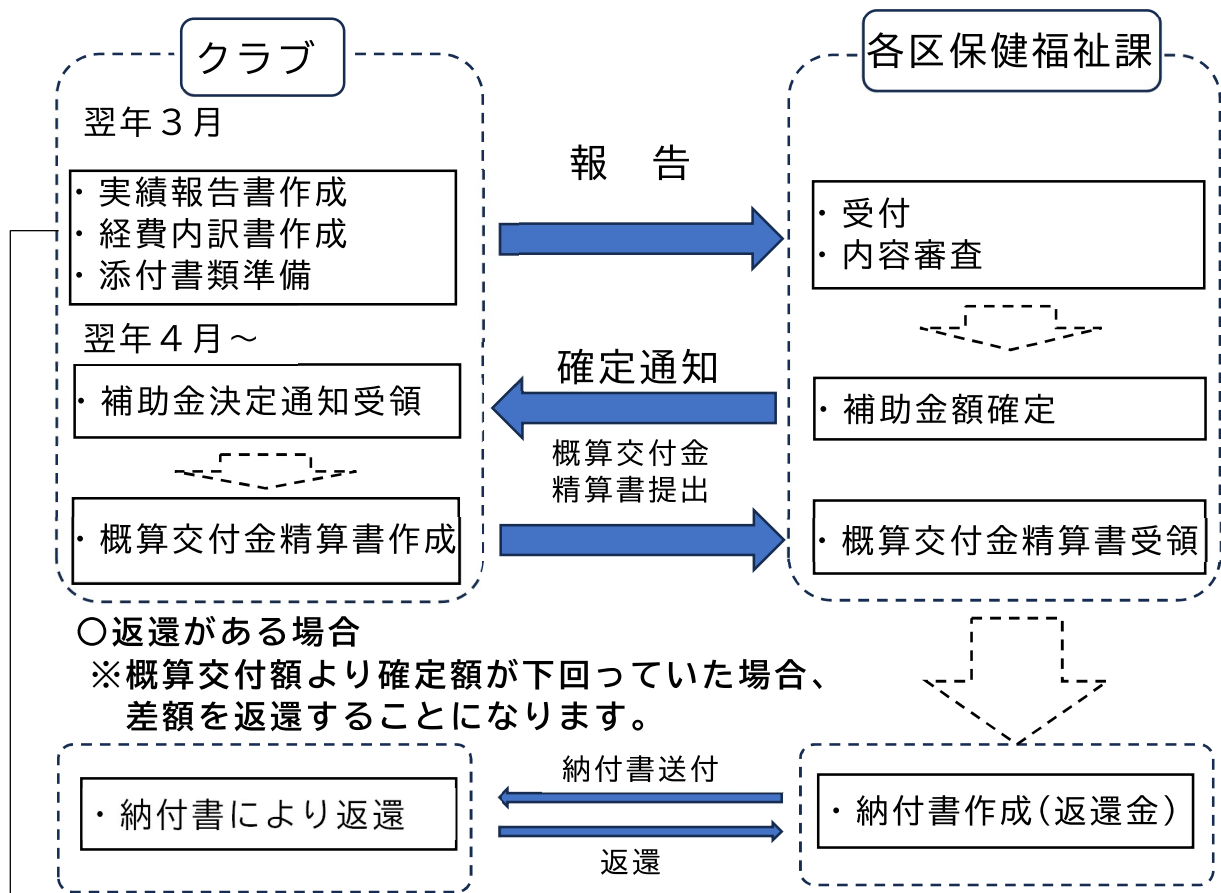 クラブ
各区保健福祉課
翌年３月
・実績報告書作成
・経費内訳書作成
・添付書類準備
報　告
・受付
・内容審査
翌年４月～
・補助金決定通知受領
確定通知
・補助金額確定
概算交付金
精算書提出
・概算交付金精算書作成
・概算交付金精算書受領
〇返還がある場合
※概算交付額より確定額が下回っていた場合、
差額を返還することになります。
納付書送付
・納付書により返還
・納付書作成(返還金)
返還